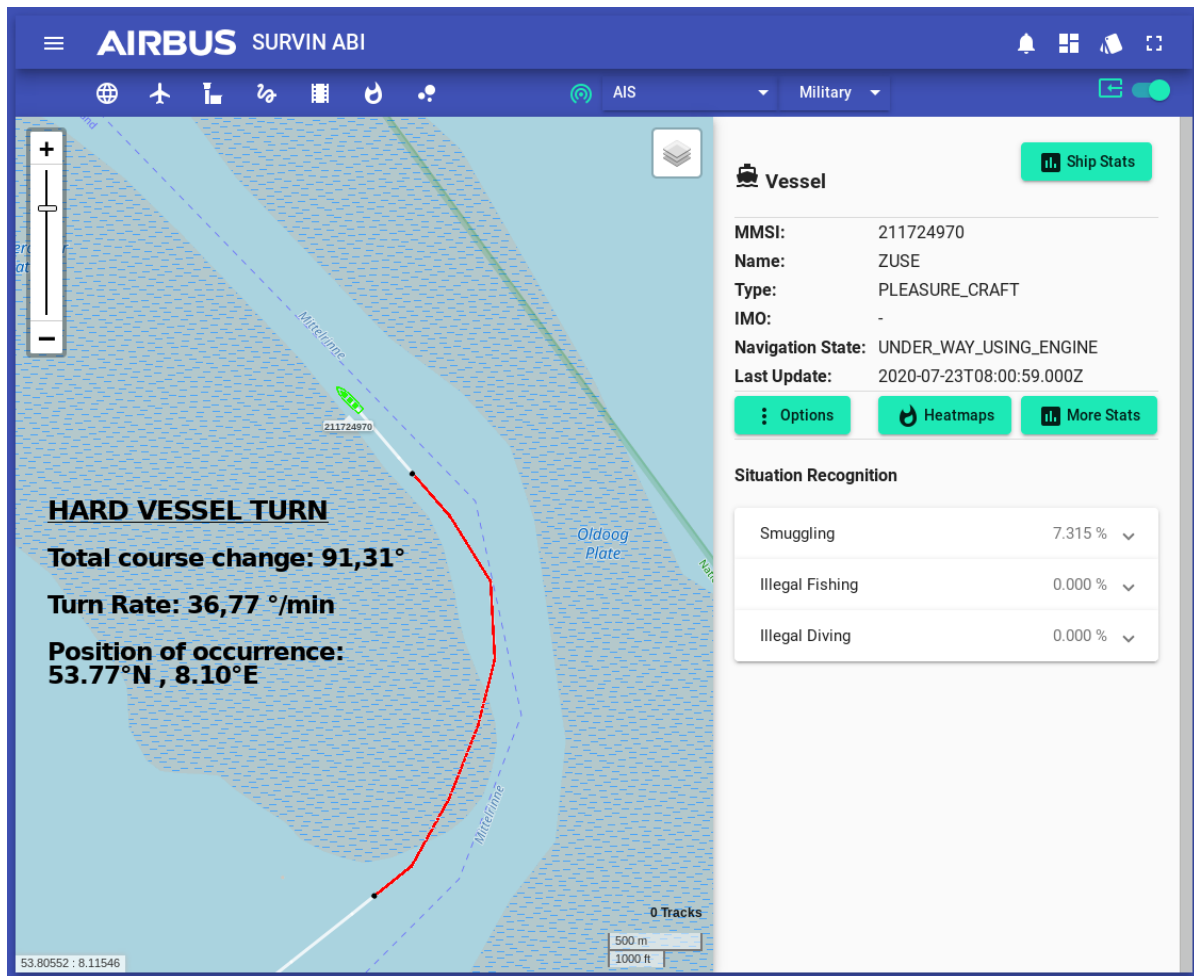 AIRBUS SURVIN ABI
AIS
Military
+
−
Mittelrinne
211724970
HARD VESSEL TURN
Total course change: 91,31°
Turn Rate: 36,77 °/min
Position of occurrence:
53.77°N , 8.10°E
Oldoog
Plate
Mittelrinne
0 Tracks
500 m
1000 ft
53.80552 : 8.11546
Vessel
Ship Stats
MMSI: 211724970
Name: ZUSE
Type: PLEASURE_CRAFT
IMO: -
Navigation State: UNDER_WAY_USING_ENGINE
Last Update: 2020-07-23T08:00:59.000Z
Options
Heatmaps
More Stats
Situation Recognition
Smuggling 7.315 %
Illegal Fishing 0.000 %
Illegal Diving 0.000 %